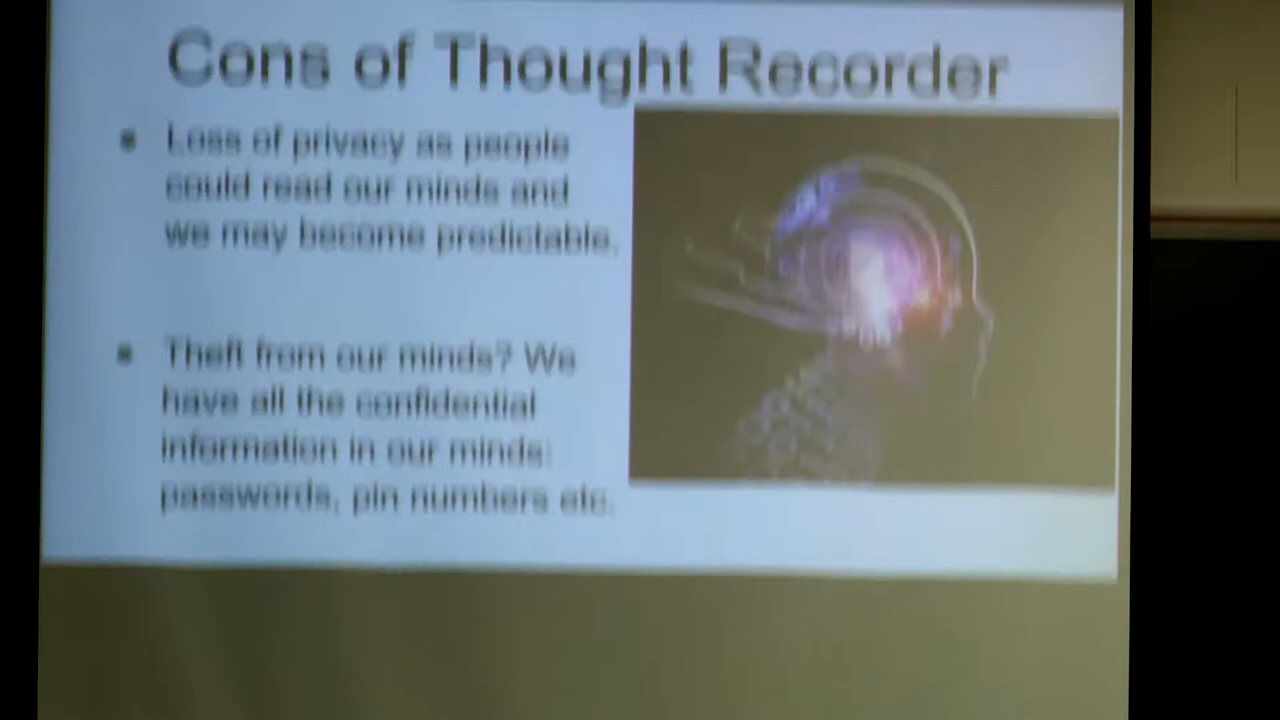 Cons of Thought Recorder
Loss of privacy as people
could read our minds and
we may become predictable.
Theft from our minds? We
have all the confidential
information in our minds:
passwords, pin numbers etc.